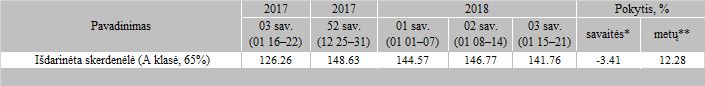 Pavadinimas 2017 2017 2018 Pokytis, %
03 sav. (01 16–22) 52 sav. (12 25–31) 01 sav. (01 01–07) 02 sav. (01 08–14) 03 sav. (01 15–21) savaitės* metų**
Išdarinėta skerdenėlė (A klasė, 65%) 126.26 148.63 144.57 146.77 141.76 -3.41 12.28